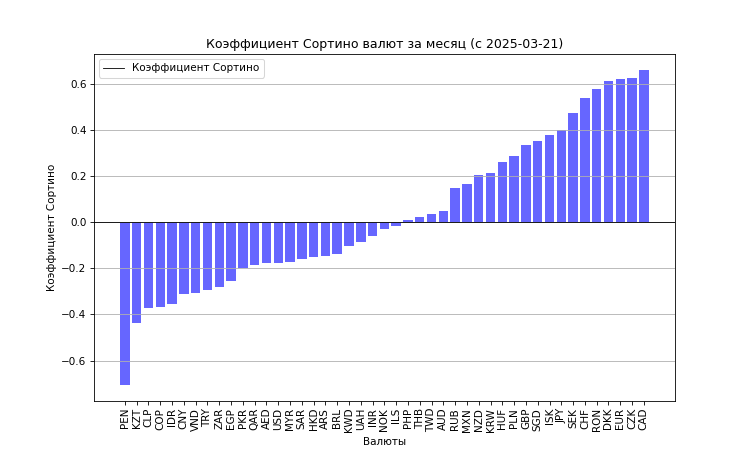 Коэффициент Сортино валют за месяц (с 2025-03-21)
Коэффициент Сортино
Коэффициент Сортино
0.6
0.4
0.2
0.0
−0.2
−0.4
−0.6
PEN KZT CLP COP IDR CNY VND TRY ZAR EGP PKR QAR AED USD MYR SAR HKD ARS BRL KWD UAH INR NOK ILS PHP THB TWD AUD RUB MXN NZD KRW HUF PLN GBP SGD ISK JPY SEK CHF RON DKK EUR CZK CAD
Валюты